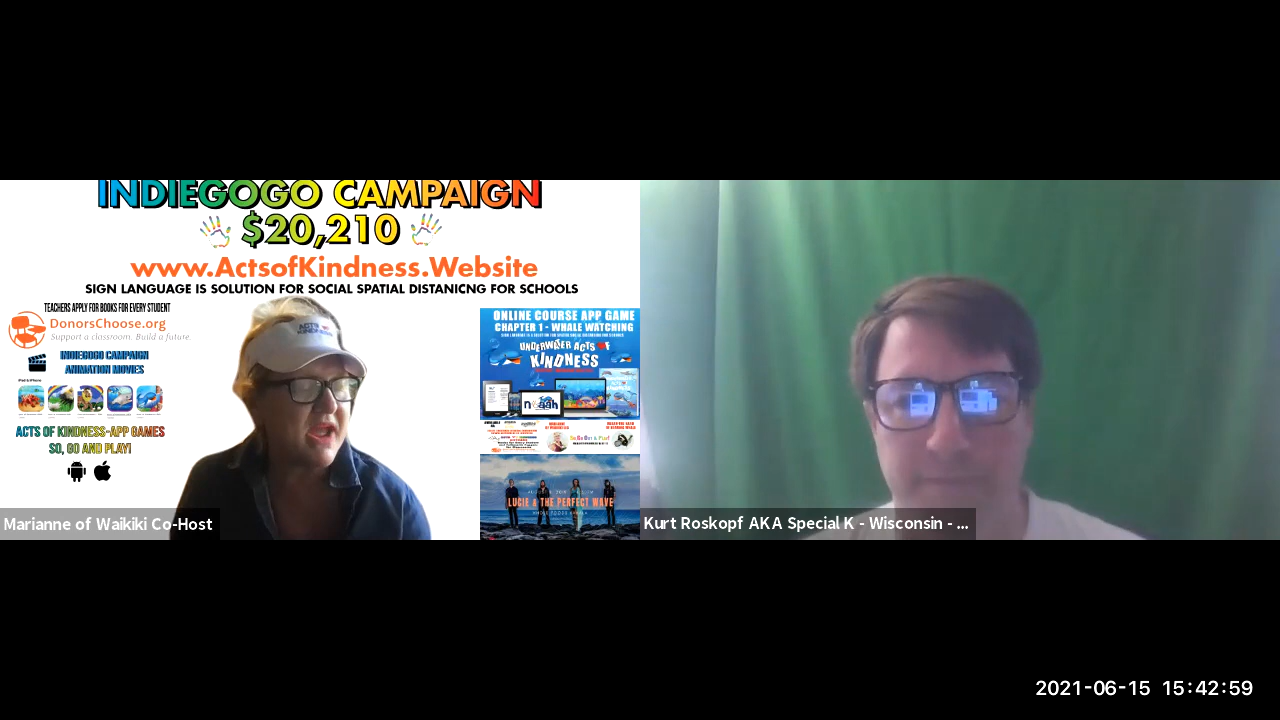 INDIEGOGO CAMPAIGN
$20,210
www.ActsofKindness.Website
SIGN LANGUAGE IS SOLUTION FOR SOCIAL SPATIAL DISTANICNG FOR SCHOOLS
TEACHERS APPLY FOR BOOKS FOR EVERY STUDENT
DonorsChoose.org
Support a classroom. Build a future.
INDIEGOGO CAMPAIGN
ANIMATION MOVIES
ACTS OF KINDNESS-APP GAMES
SO, GO AND PLAY!
ONLINE COURSE APP GAME
CHAPTER 1 - WHALE WATCHING
UNDERWATER ACTS OF
KINDNESS
LUCIE & THE PERFECT WAVE
Marianne of Waikiki Co-Host
Kurt Roskopf AKA Special K - Wisconsin - ...
2021-06-15 15:42:59